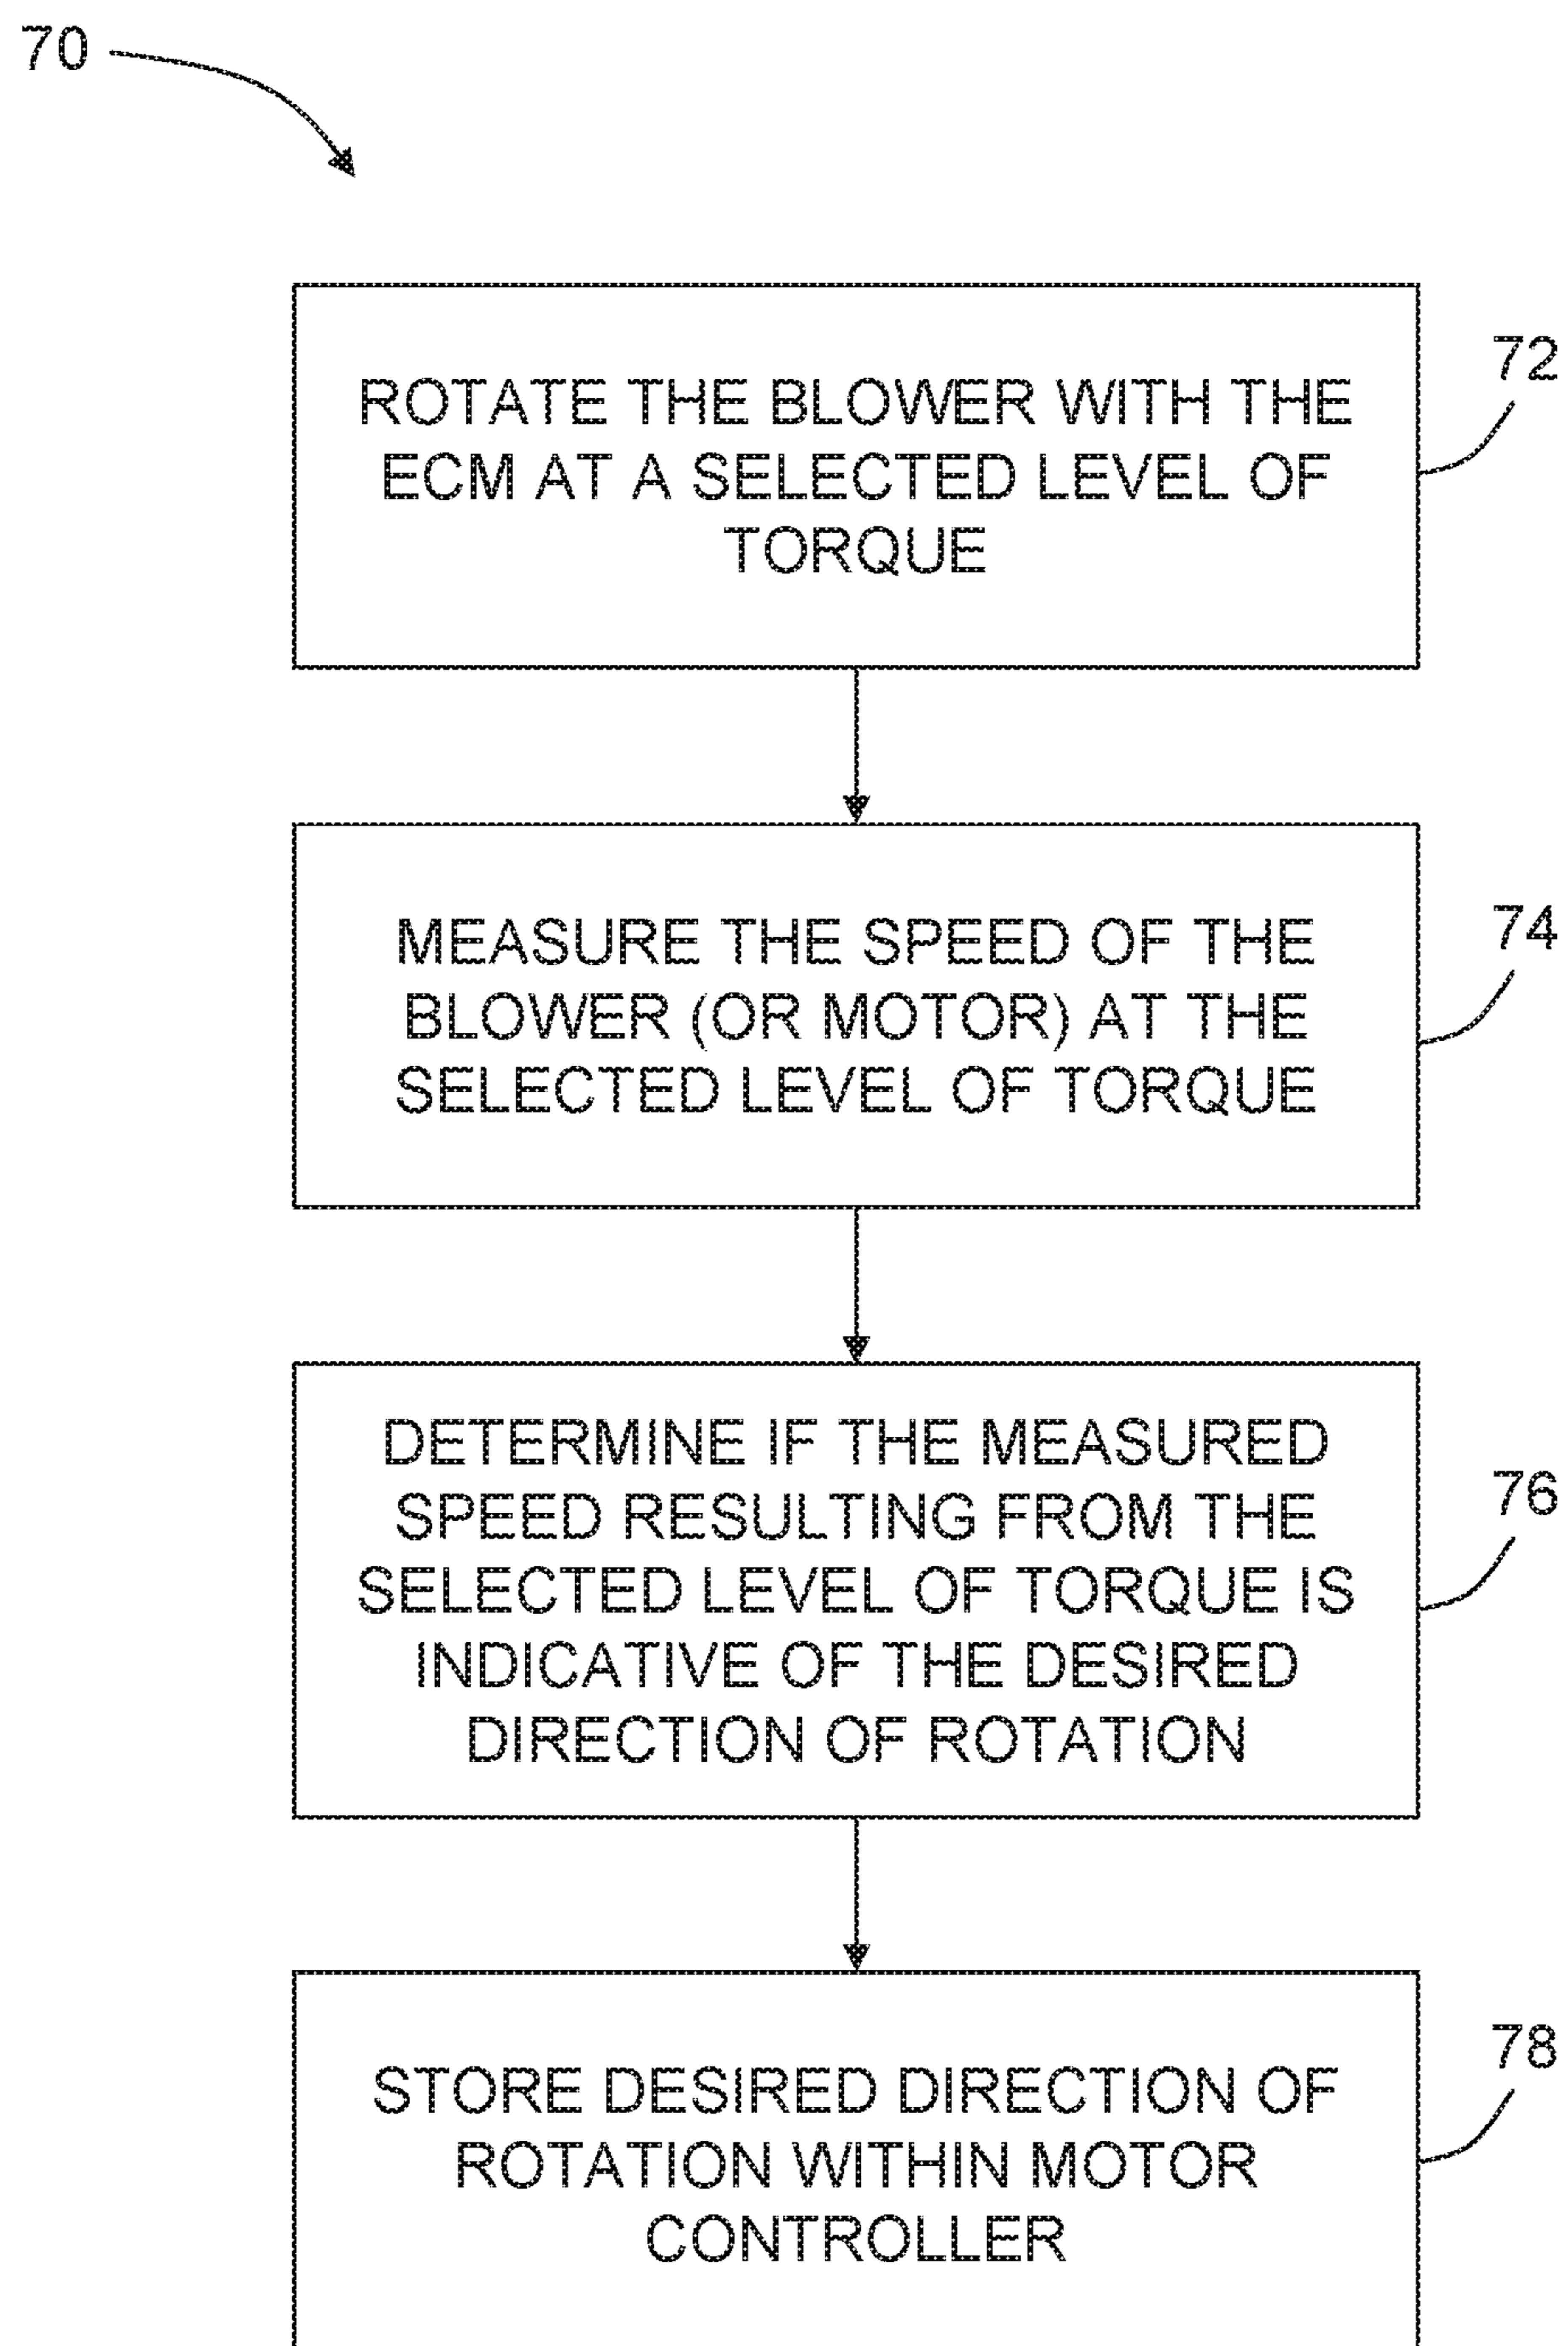 70
ROTATE THE BLOWER WITH THE
ECM AT A SELECTED LEVEL OF
TORQUE
72
MEASURE THE SPEED OF THE
BLOWER (OR MOTOR) AT THE
SELECTED LEVEL OF TORQUE
74
DETERMINE IF THE MEASURED
SPEED RESULTING FROM THE
SELECTED LEVEL OF TORQUE IS
INDICATIVE OF THE DESIRED
DIRECTION OF ROTATION
76
STORE DESIRED DIRECTION OF
ROTATION WITHIN MOTOR
CONTROLLER
78